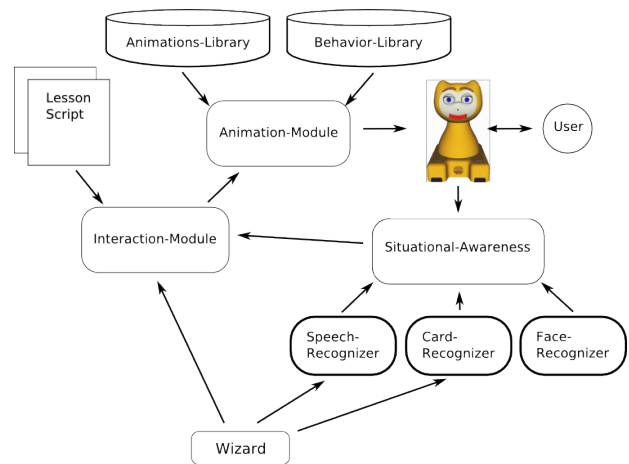 Animations-Library
Behavior-Library
Lesson
Script
Animation-Module
User
Interaction-Module
Situational-Awareness
Speech-
Recognizer
Card-
Recognizer
Face-
Recognizer
Wizard